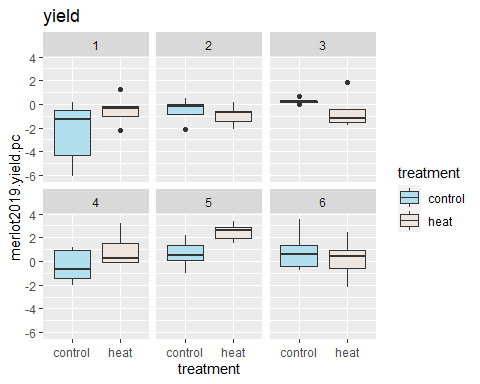 yield
1 2 3
4
2
0
-2
-4
-6
4 5 6
4
2
0
-2
-4
-6
control heat control heat control heat
treatment
merlot2019.yield.pc
treatment
control
heat